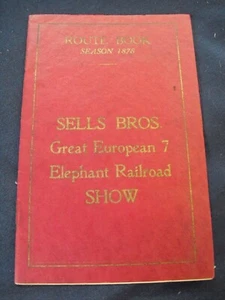 ROUTE BOOK
SEASON 1878
SELLS BROS.
Great European 7
Elephant Railroad
SHOW